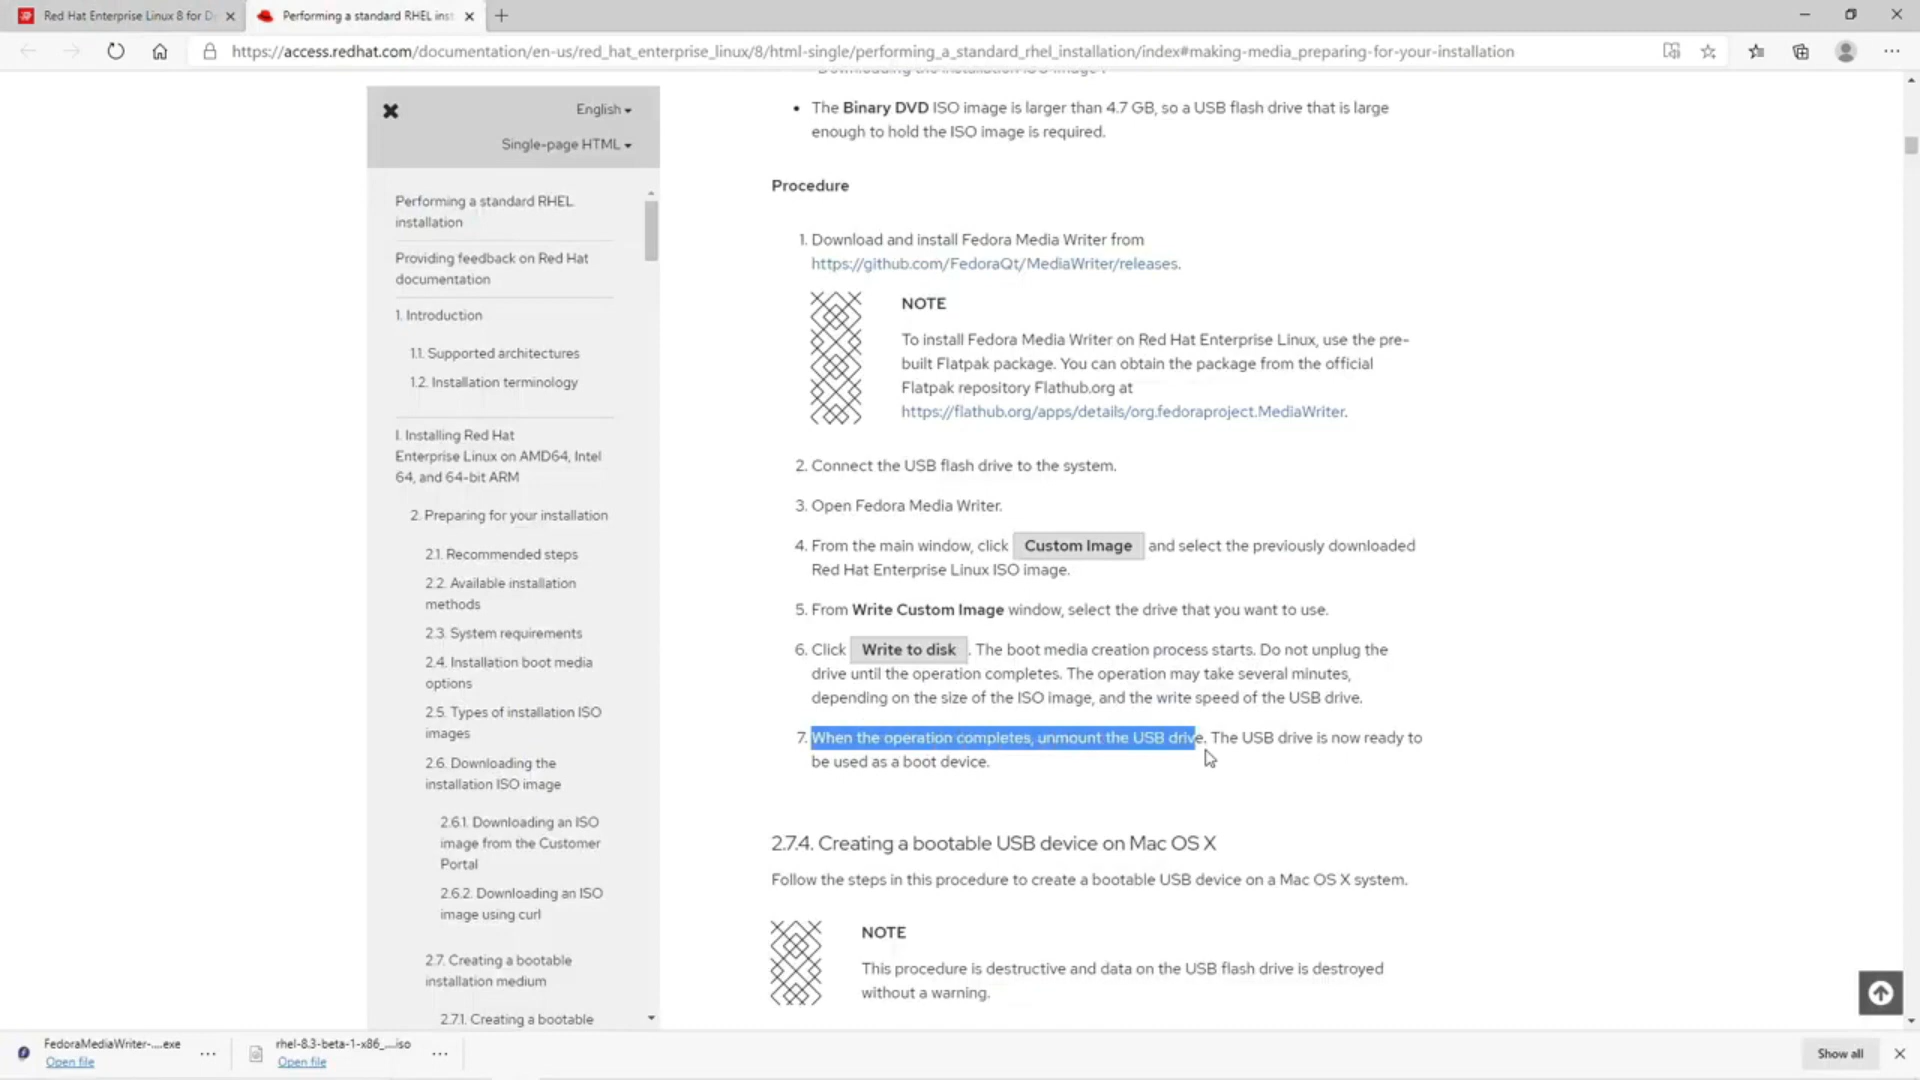 Red Hat Enterprise Linux 8 for D
Performing a standard RHEL inst
https://access.redhat.com/documentation/en-us/red_hat_enterprise_linux/8/html-single/performing_a_standard_rhel_installation/index#making-media_preparing-for-your-installation
English
Single-page HTML
Performing a standard RHEL
installation
Providing feedback on Red Hat
documentation
1. Introduction
1.1. Supported architectures
1.2. Installation terminology
I. Installing Red Hat
Enterprise Linux on AMD64, Intel
64, and 64-bit ARM
2. Preparing for your installation
2.1. Recommended steps
2.2. Available installation
methods
2.3. System requirements
2.4. Installation boot media
options
2.5. Types of installation ISO
images
2.6. Downloading the
installation ISO image
2.6.1. Downloading an ISO
image from the Customer
Portal
2.6.2. Downloading an ISO
image using curl
2.7. Creating a bootable
installation medium
2.7.1. Creating a bootable
Downloading the installation ISO image".
• The Binary DVD ISO image is larger than 4.7 GB, so a USB flash drive that is large
enough to hold the ISO image is required.
Procedure
1. Download and install Fedora Media Writer from
https://github.com/FedoraQt/MediaWriter/releases.
NOTE
To install Fedora Media Writer on Red Hat Enterprise Linux, use the pre-
built Flatpak package. You can obtain the package from the official
Flatpak repository Flathub.org at
https://flathub.org/apps/details/org.fedoraproject.MediaWriter.
2. Connect the USB flash drive to the system.
3. Open Fedora Media Writer.
4. From the main window, click Custom Image and select the previously downloaded
Red Hat Enterprise Linux ISO image.
5. From Write Custom Image window, select the drive that you want to use.
6. Click Write to disk . The boot media creation process starts. Do not unplug the
drive until the operation completes. The operation may take several minutes,
depending on the size of the ISO image, and the write speed of the USB drive.
7. When the operation completes, unmount the USB drive. The USB drive is now ready to
be used as a boot device.
2.7.4. Creating a bootable USB device on Mac OS X
Follow the steps in this procedure to create a bootable USB device on a Mac OS X system.
NOTE
This procedure is destructive and data on the USB flash drive is destroyed
without a warning.
FedoraMediaWriter-....exe
Open file
rhel-8.3-beta-1-x86_....iso
Open file
Show all